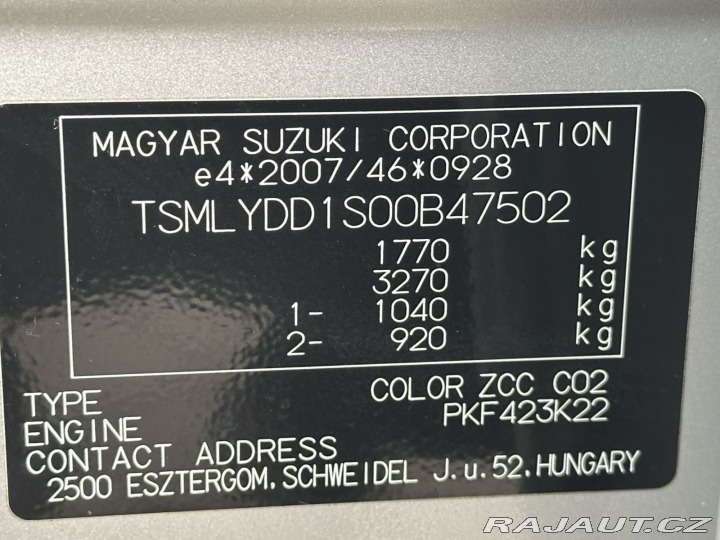 MAGYAR SUZUKI CORPORATION
e4*2007/46*0928
TSMLYDD1S00B47502
1770 kg
3270 kg
1- 1040 kg
2- 920 kg
COLOR ZCC C02
TYPE PKF423K22
ENGINE
CONTACT ADDRESS
2500 ESZTERGOM. SCHWEIDEL J. u. 52. HUNGARY
RAJAUT.CZ